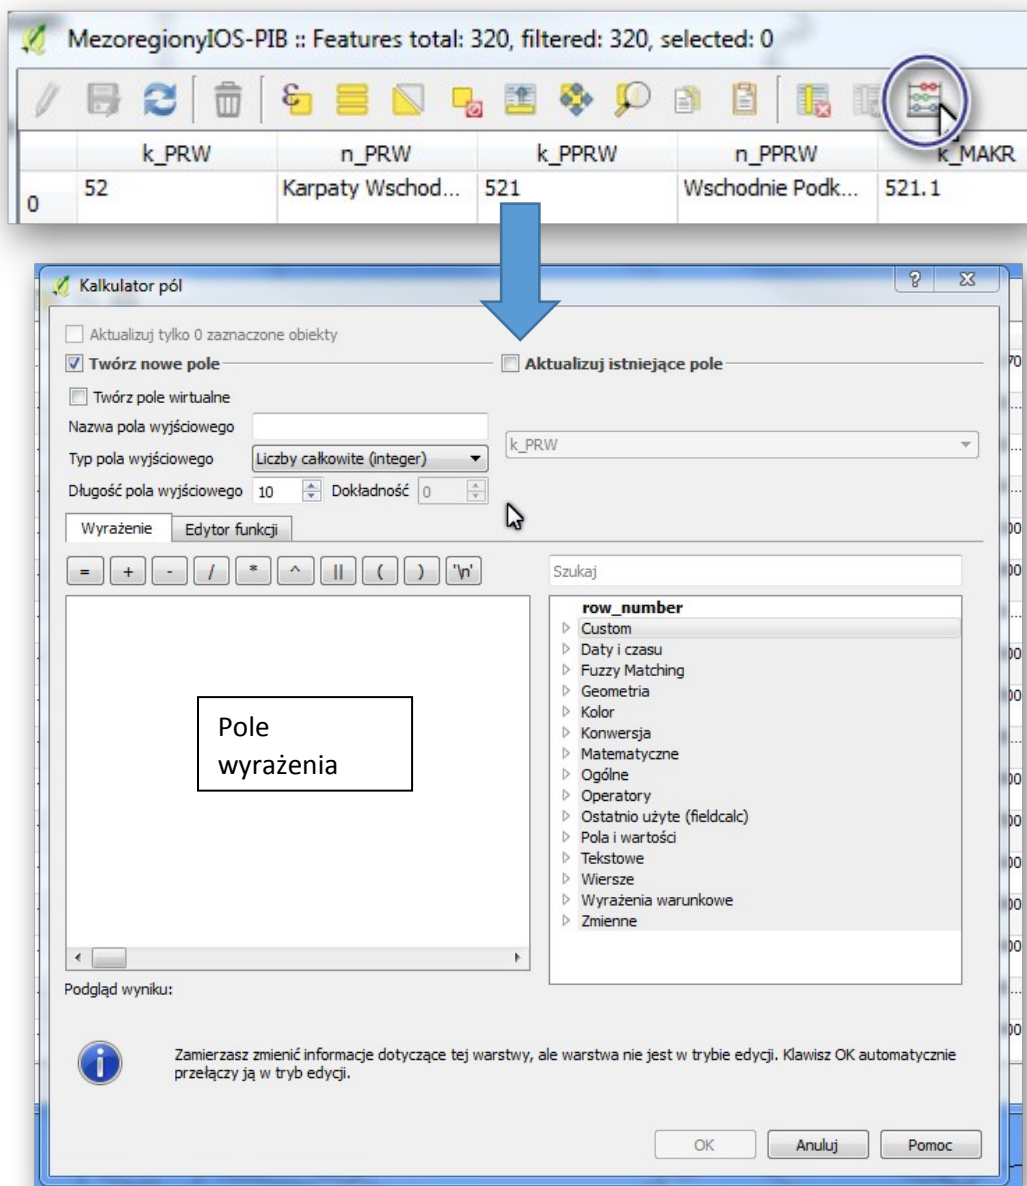 MezoregionyIOS-PIB :: Features total: 320, filtered: 320, selected: 0
k_PRW n_PRW k_PPRW n_PPRW k_MAKR
0 52 Karpaty Wschod... 521 Wschodnie Podk... 521.1
Kalkulator pól
Aktualizuj tylko 0 zaznaczone obiekty
Twórz nowe pole
Aktualizuj istniejące pole
Twórz pole wirtualne
Nazwa pola wyjściowego
k_PRW
Typ pola wyjściowego Liczby całkowite (integer)
Długość pola wyjściowego 10 Dokładność 0
Wyrażenie Edytor funkcji
= + - / * ^ || ( ) '\n'
Szukaj
row_number
Custom
Daty i czasu
Fuzzy Matching
Geometria
Kolor
Konwersja
Matematyczne
Ogólne
Operatory
Ostatnio użyte (fieldcalc)
Pola i wartości
Tekstowe
Wiersze
Wyrażenia warunkowe
Zmienne
Pole
wyrażenia
Podgląd wyniku:
Zamierzasz zmienić informacje dotyczące tej warstwy, ale warstwa nie jest w trybie edycji. Klawisz OK automatycznie
przełączy ją w tryb edycji.
OK Anuluj Pomoc